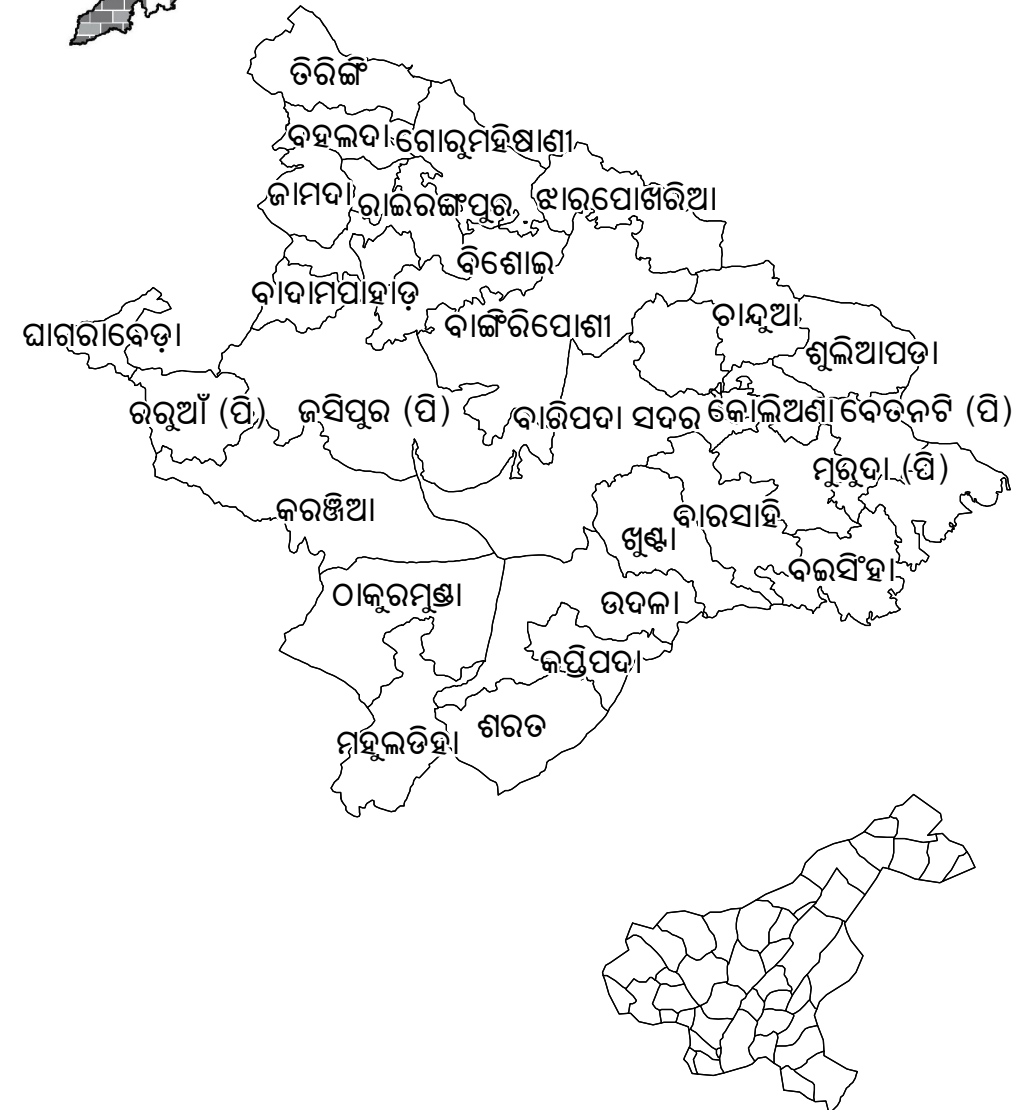 ତିରିଙ୍ଗି
ବହଲଦା ଗୋରୁମହିଷାଣୀ
ଜାମଦା ରାଇରଙ୍ଗପୁର ଝାରପୋଖରିଆ
ବିଶୋଇ
ବାଦାମପାହାଡ଼
ବାଙ୍ଗିରିପୋଶୀ ଚାନ୍ଦୁଆ
ଘାଗରାବେଡ଼ା
ଶୁଲିଆପଡା
ରରୁଆଁ (ପି) ଜସିପୁର (ପି) ବାରିପଦା ସଦର କୋଲିଅଣା ବେତନଟି (ପି)
ମୁରୁଦା (ପି)
କରଞ୍ଜିଆ ବାରସାହି
ଖୁଣ୍ଟା
ବଇସିଂହା
ଠାକୁରମୁଣ୍ଡା ଉଦଳା
କପ୍ତିପଦା
ଶରତ
ମହୁଲଡିହା